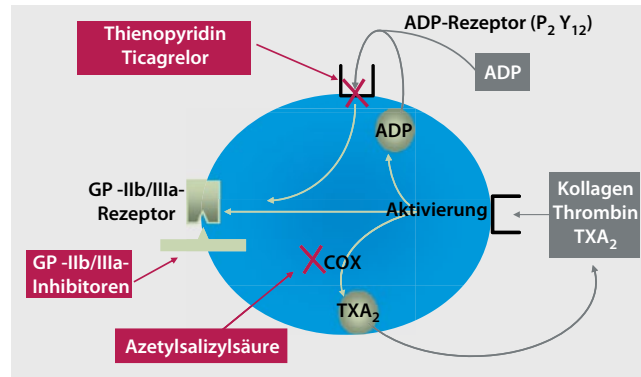 Thienopyridin
Ticagrelor
ADP-Rezeptor (P₂ Y₁₂)
ADP
ADP
GP -IIb/IIIa-
Rezeptor
Aktivierung
Kollagen
Thrombin
TXA₂
GP -IIb/IIIa-
Inhibitoren
COX
TXA₂
Azetylsalizylsäure